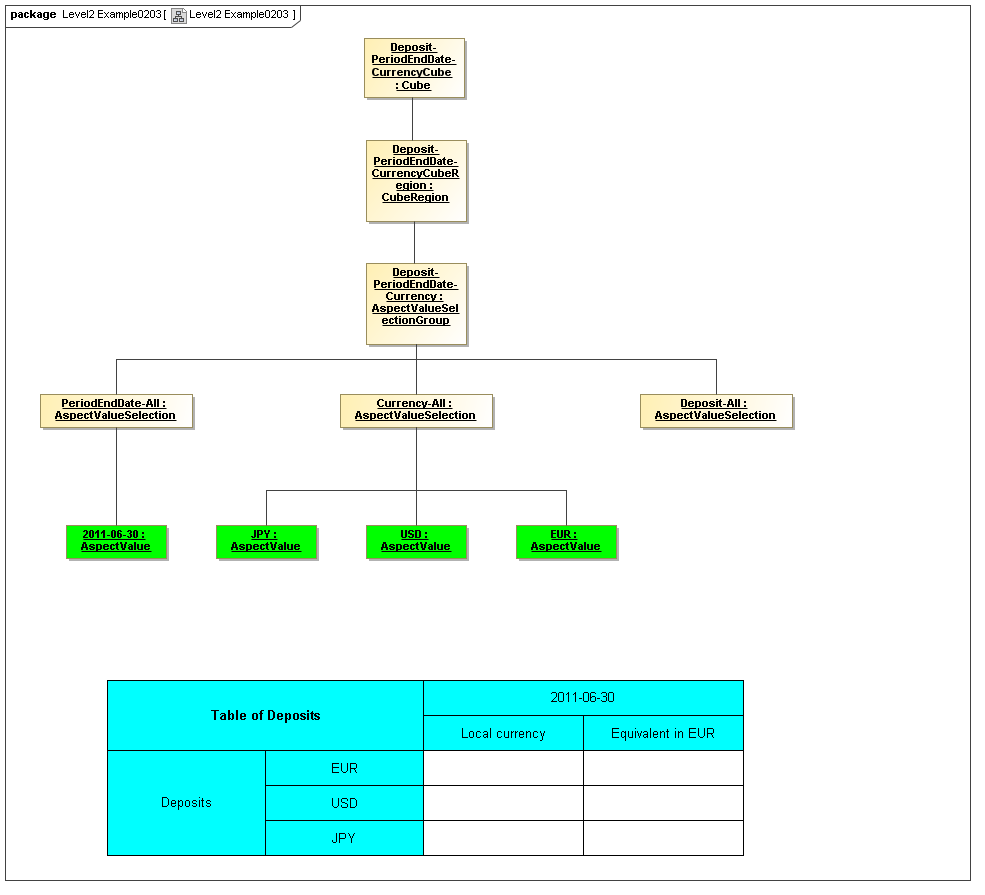 package Level2 Example0203 [ Level2 Example0203 ]
Deposit-
PeriodEndDate-
CurrencyCube
: Cube
Deposit-
PeriodEndDate-
CurrencyCubeR
egion :
CubeRegion
Deposit-
PeriodEndDate-
Currency :
AspectValueSel
ectionGroup
PeriodEndDate-All :
AspectValueSelection
Currency-All :
AspectValueSelection
Deposit-All :
AspectValueSelection
2011-06-30 :
AspectValue
JPY :
AspectValue
USD :
AspectValue
EUR :
AspectValue
Table of Deposits
2011-06-30
Local currency
Equivalent in EUR
Deposits
EUR
USD
JPY